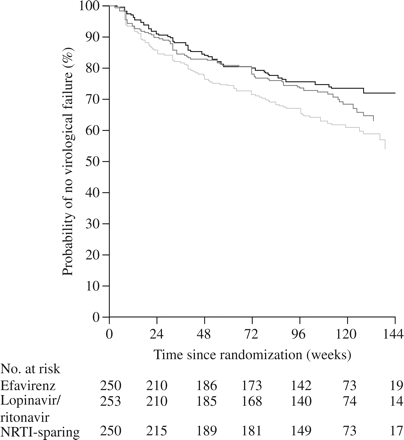 Probability of no virological failure (%)
100
90
80
70
60
50
40
30
20
10
0
0 24 48 72 96 120 144
Time since randomization (weeks)
No. at risk
Efavirenz 250 210 186 173 142 73 19
Lopinavir/ 253 210 185 168 140 74 14
ritonavir
NRTI-sparing 250 215 189 181 149 73 17